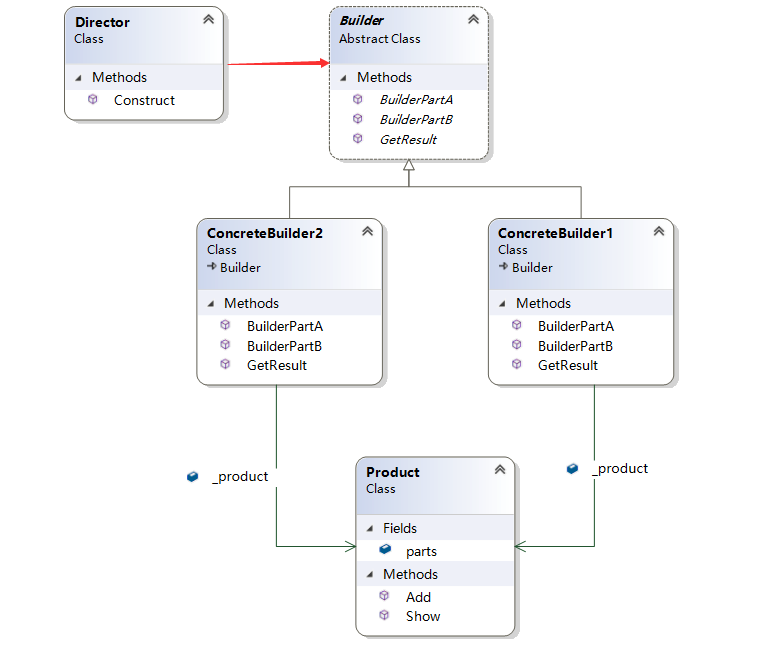 Director
Class
Methods
Construct
Builder
Abstract Class
Methods
BuilderPartA
BuilderPartB
GetResult
ConcreteBuilder2
Class
Builder
Methods
BuilderPartA
BuilderPartB
GetResult
ConcreteBuilder1
Class
Builder
Methods
BuilderPartA
BuilderPartB
GetResult
_product
_product
Product
Class
Fields
parts
Methods
Add
Show